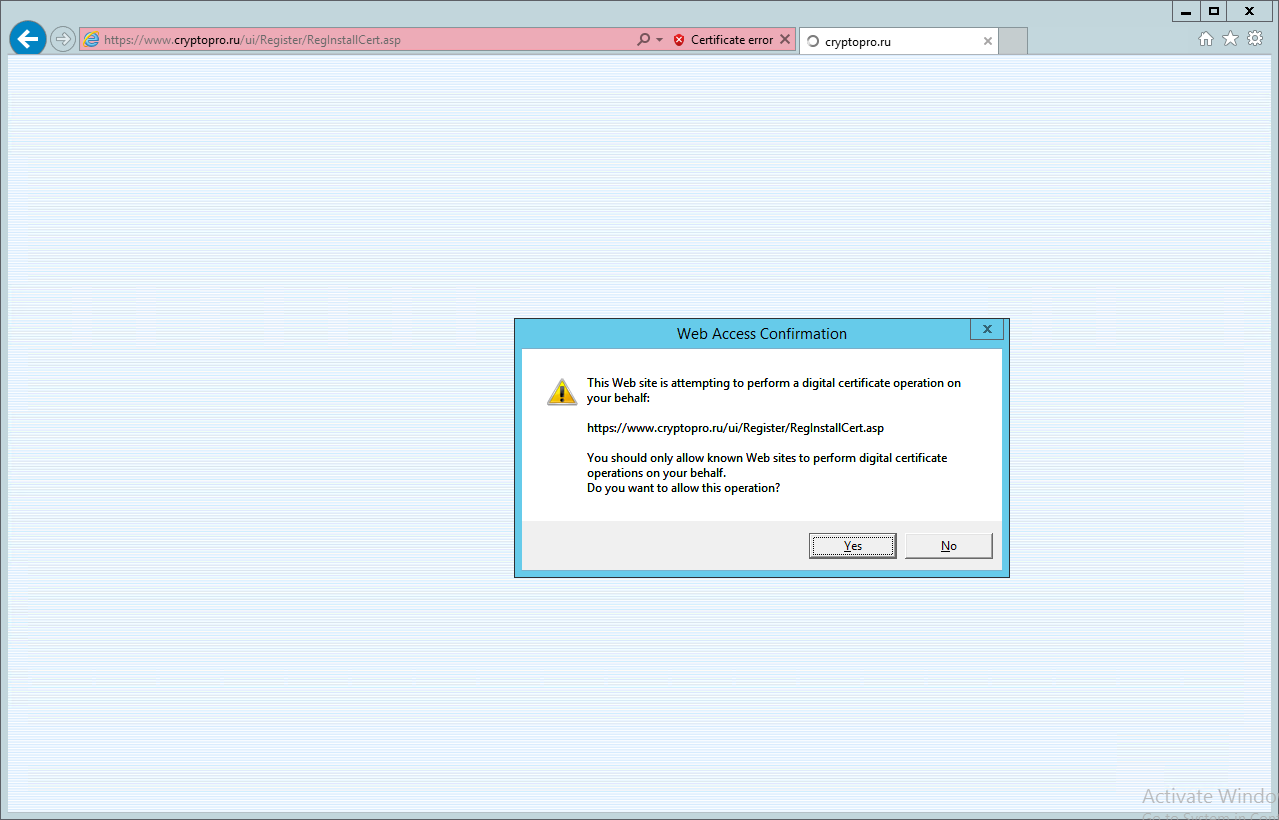 https://www.cryptopro.ru/ui/Register/RegInstallCert.asp
Certificate error
cryptopro.ru
Web Access Confirmation
This Web site is attempting to perform a digital certificate operation on
your behalf:
https://www.cryptopro.ru/ui/Register/RegInstallCert.asp
You should only allow known Web sites to perform digital certificate
operations on your behalf.
Do you want to allow this operation?
Yes
No
Activate Windo
Go to System in Con